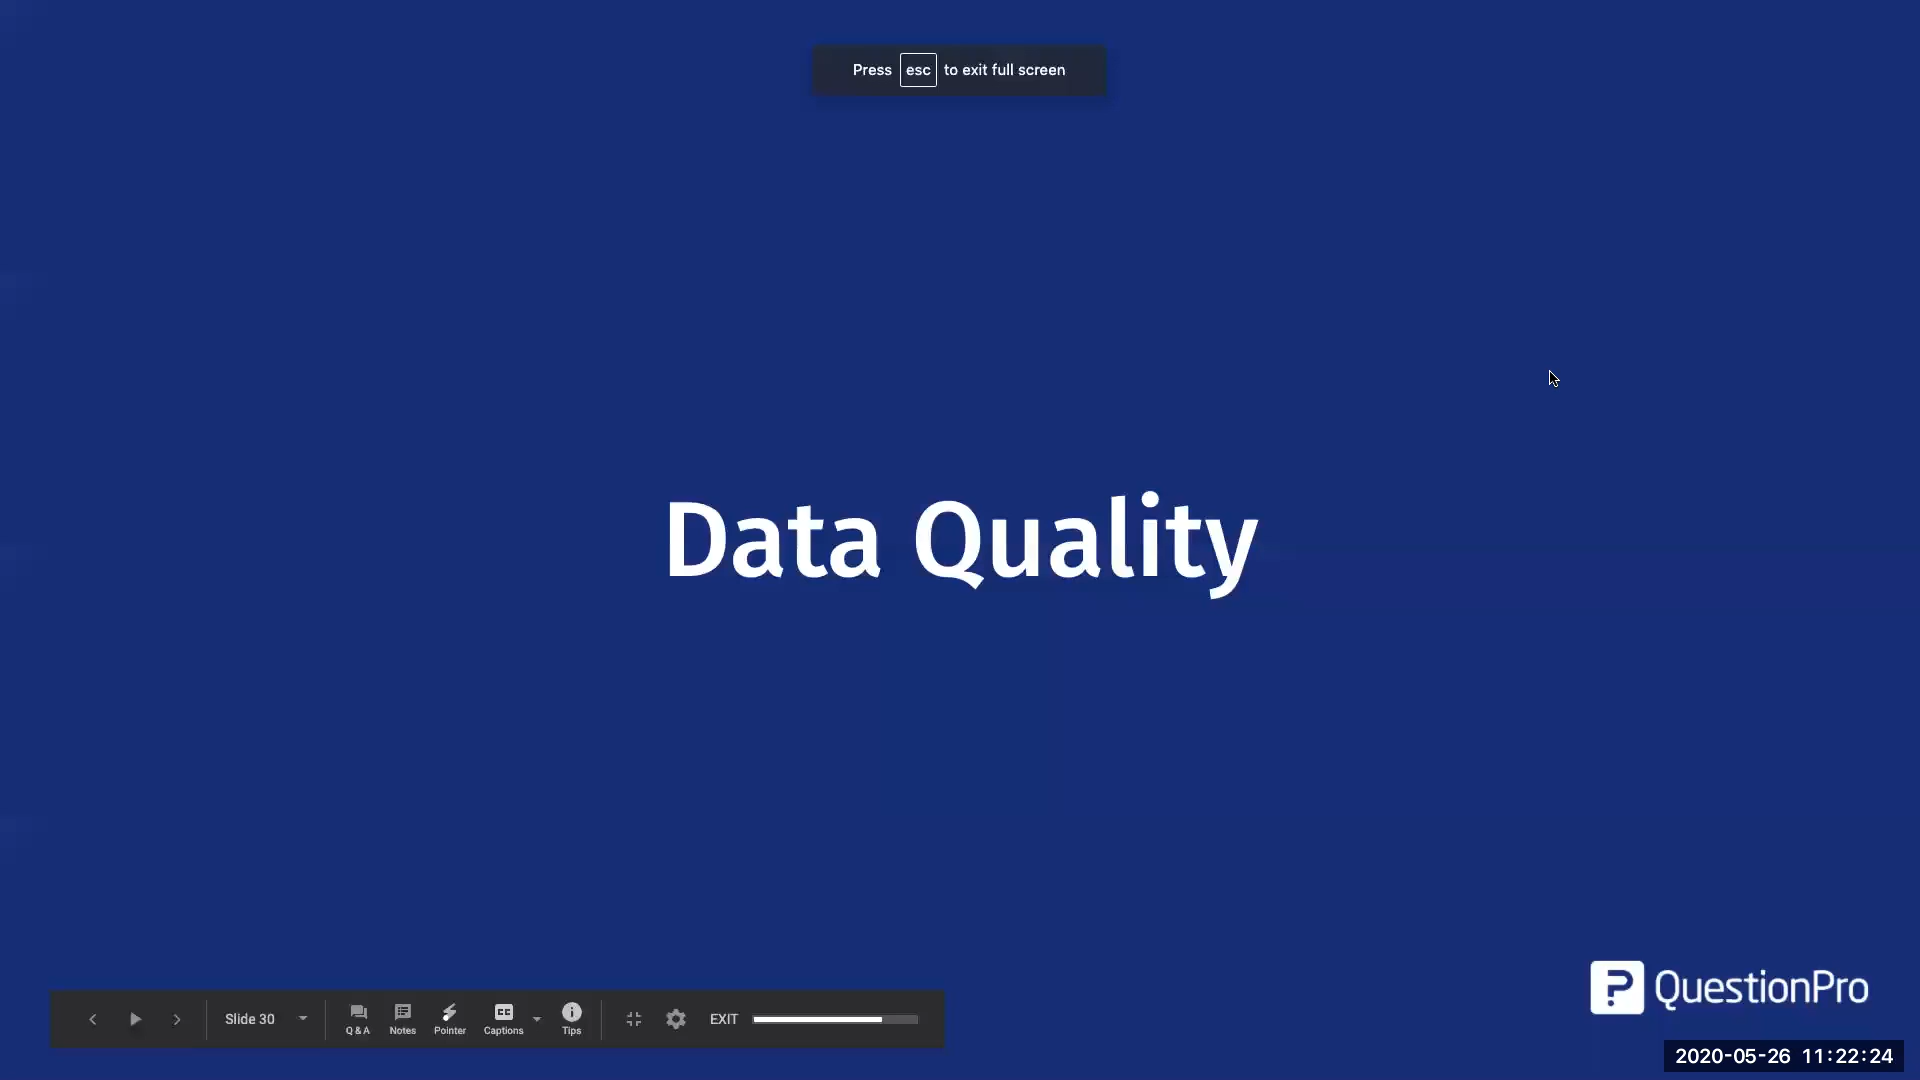 Press esc to exit full screen
Data Quality
QuestionPro
Slide 30
Q & A
Notes
Pointer
Captions
Tips
EXIT
2020-05-26 11:22:24